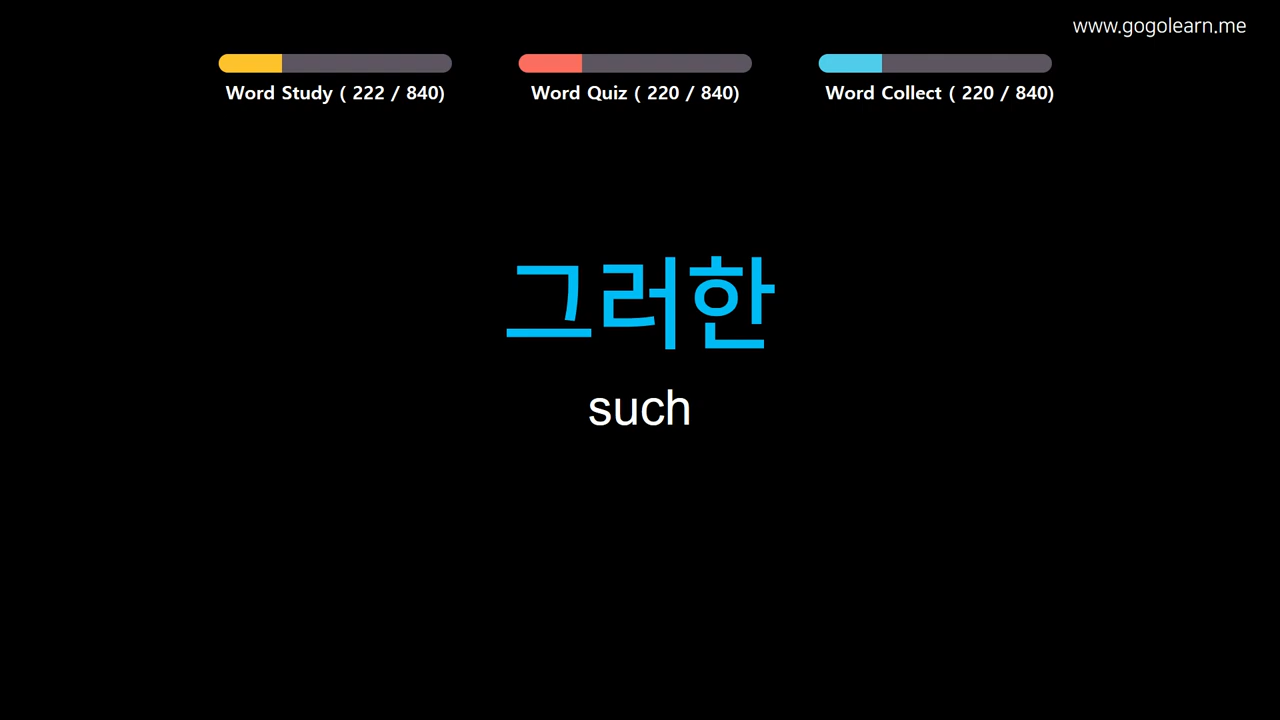 www.gogolearn.me
Word Study ( 222 / 840)
Word Quiz ( 220 / 840)
Word Collect ( 220 / 840)
그러한
such